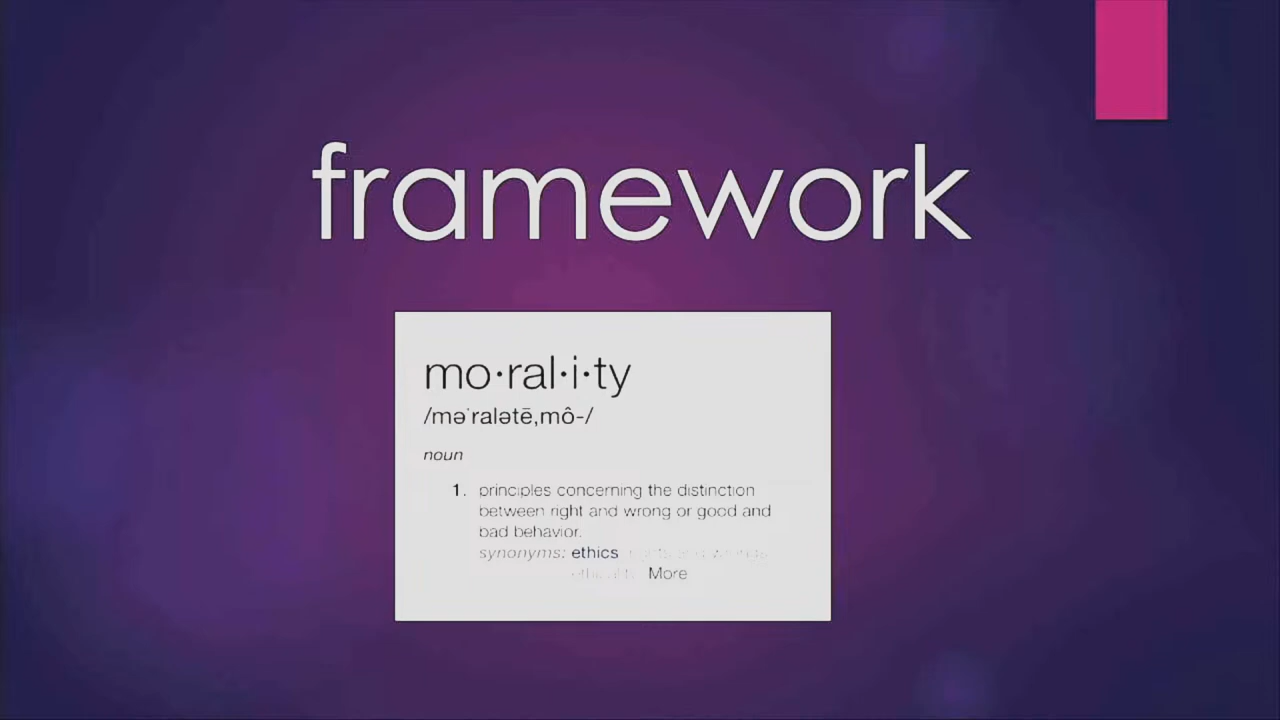 framework
mo·ral·i·ty
/məˈralətē,mô-/
noun
1. principles concerning the distinction
between right and wrong or good and
bad behavior.
synonyms: ethics
More